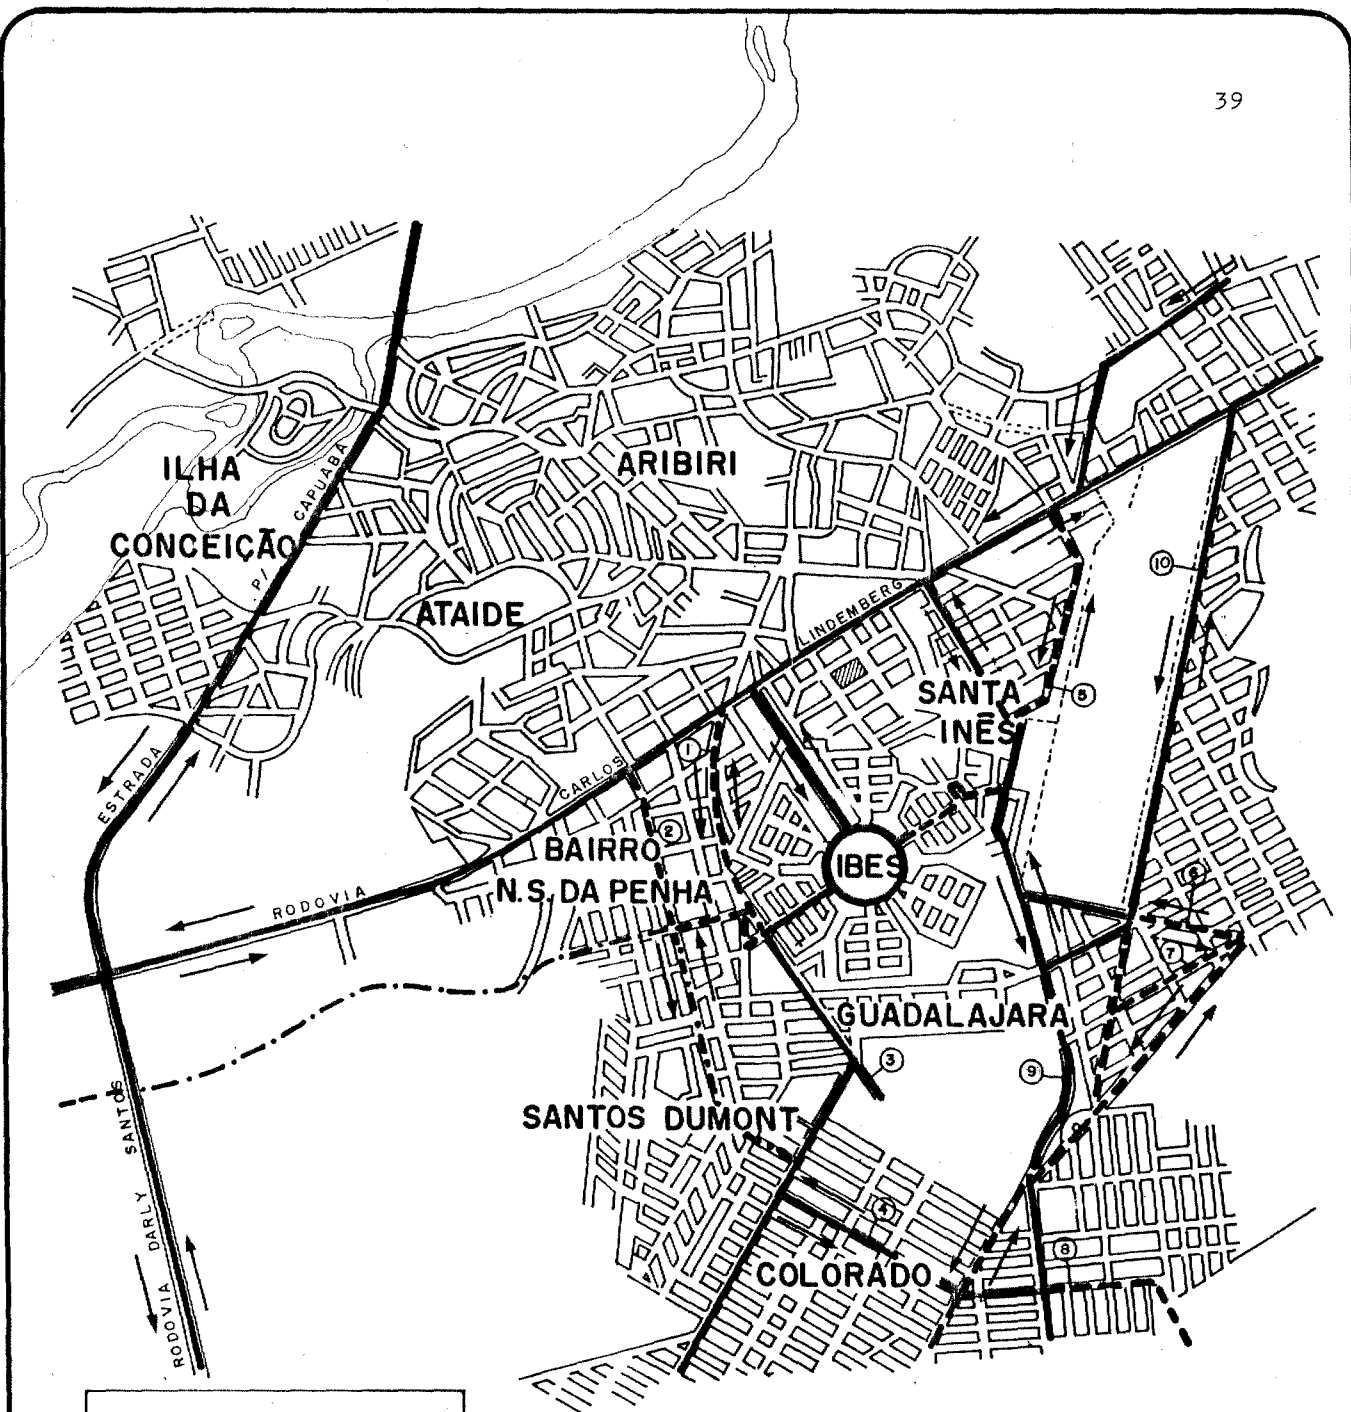 39
ILHA
DA
CONCEIÇÃO
ARIBIRI
CAPUABA
P/
ATAIDE
LINDEMBERG
10
SANTA
INÊS
5
1
ESTRADA
CARLOS
2
BAIRRO
N.S. DA PENHA
IBES
RODOVIA
6
7
GUADALAJARA
3
9
SANTOS DUMONT
SANTOS
DARLY
RODOVIA
4
8
COLORADO